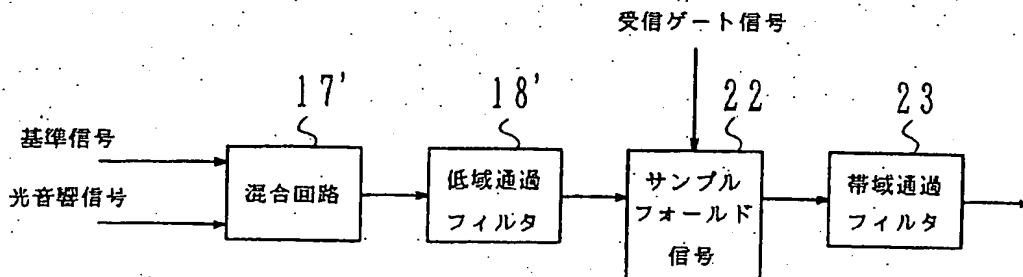 受信ゲート信号
17'
18'
22
23
基準信号
光音響信号
混合回路
低域通過
フィルタ
サンプル
フォールド
信号
帯域通過
フィルタ